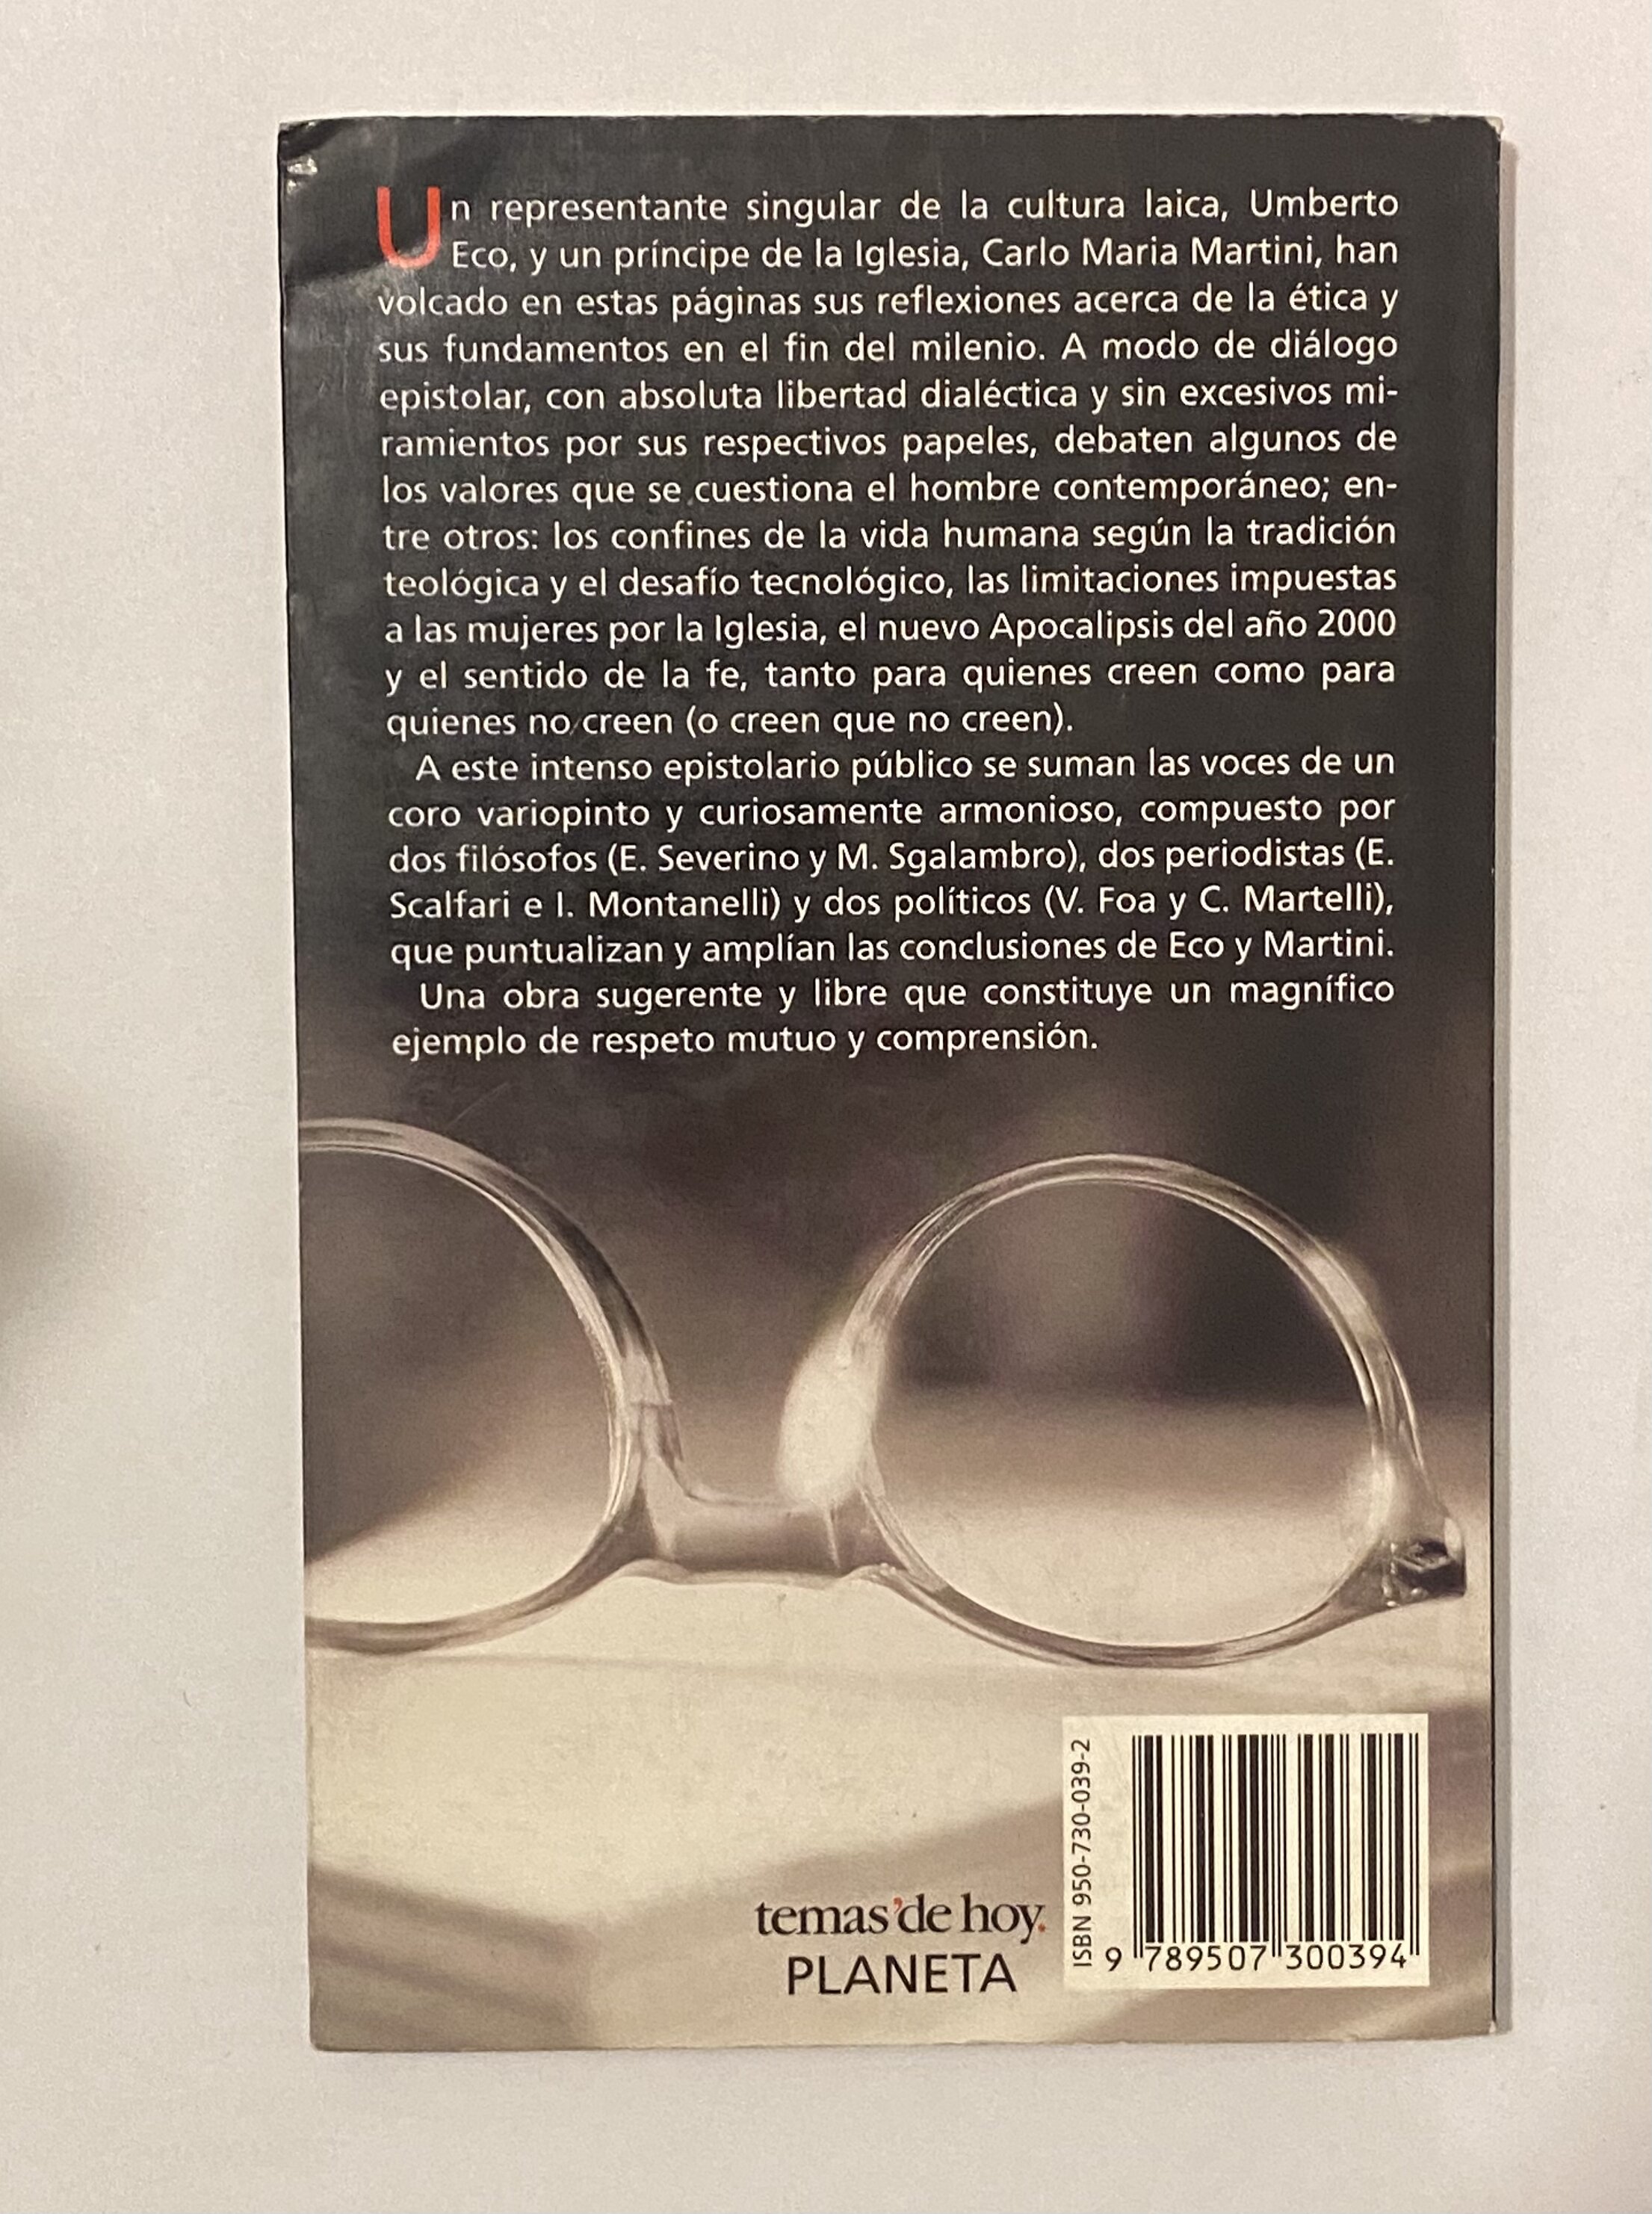 Un representante singular de la cultura laica, Umberto
Eco, y un príncipe de la Iglesia, Carlo Maria Martini, han
volcado en estas páginas sus reflexiones acerca de la ética y
sus fundamentos en el fin del milenio. A modo de diálogo
epistolar, con absoluta libertad dialéctica y sin excesivos mi-
ramientos por sus respectivos papeles, debaten algunos de
los valores que se cuestiona el hombre contemporáneo; en-
tre otros: los confines de la vida humana según la tradición
teológica y el desafío tecnológico, las limitaciones impuestas
a las mujeres por la Iglesia, el nuevo Apocalipsis del año 2000
y el sentido de la fe, tanto para quienes creen como para
quienes no creen (o creen que no creen).
A este intenso epistolario público se suman las voces de un
coro variopinto y curiosamente armonioso, compuesto por
dos filósofos (E. Severino y M. Sgalambro), dos periodistas (E.
Scalfari e I. Montanelli) y dos políticos (V. Foa y C. Martelli),
que puntualizan y amplían las conclusiones de Eco y Martini.
Una obra sugerente y libre que constituye un magnífico
ejemplo de respeto mutuo y comprensión.
temas'de hoy.
PLANETA
ISBN 950-730-039-2
9 789507 300394